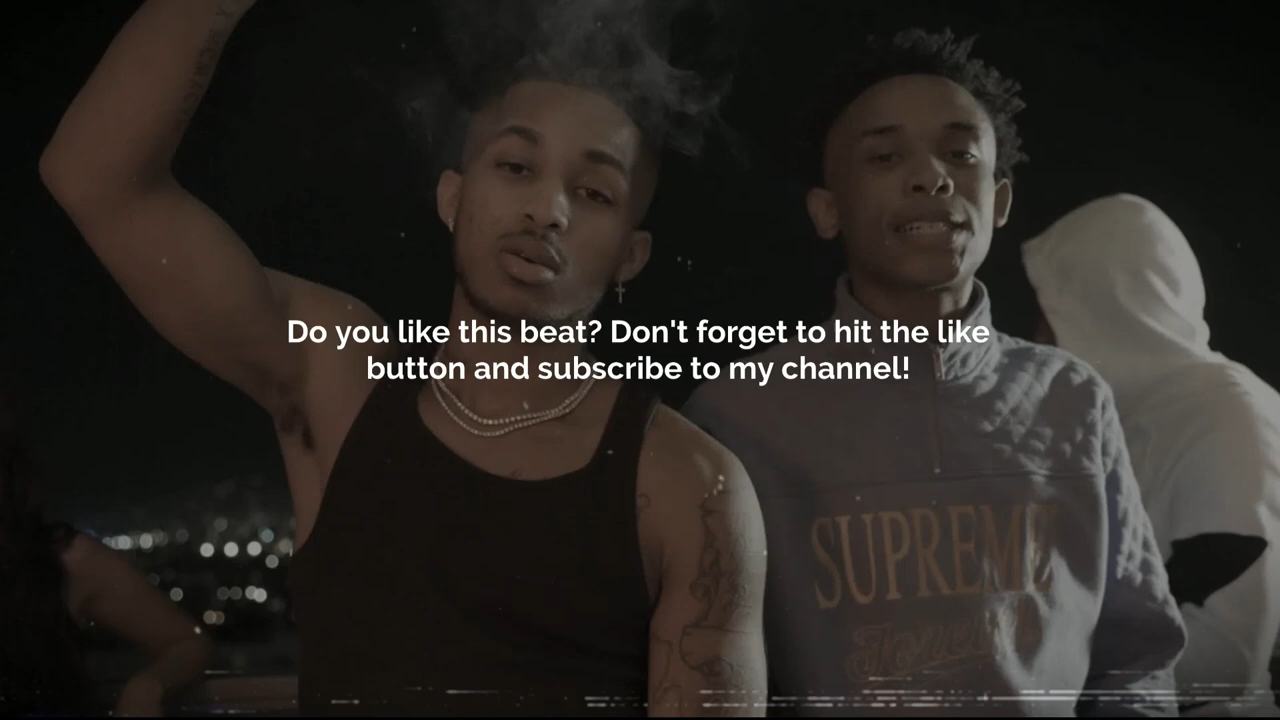 Do you like this beat? Don't forget to hit the like
button and subscribe to my channel!
SUPREME